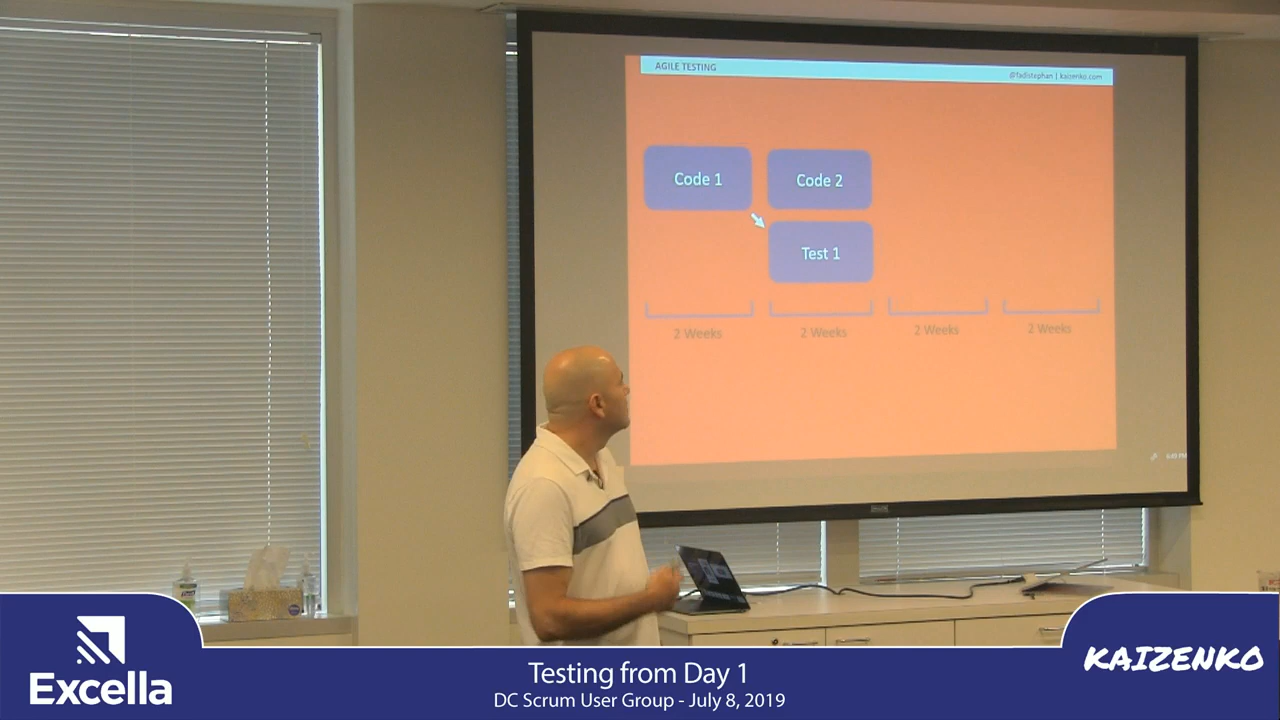 AGILE TESTING
@fadistephan | kaizenko.com
Code 1
Code 2
Test 1
2 Weeks
2 Weeks
2 Weeks
2 Weeks
Excella
Testing from Day 1
DC Scrum User Group - July 8, 2019
KAIZENKO